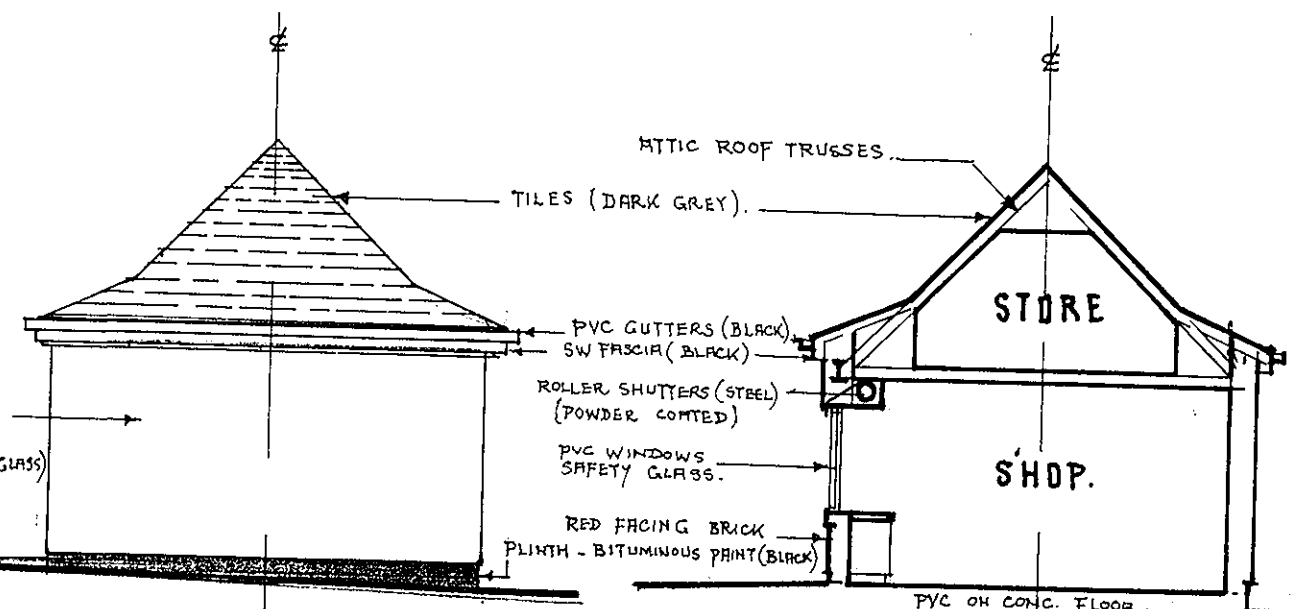 ℄
℄
ATTIC ROOF TRUSSES.
TILES (DARK GREY).
STORE
PVC GUTTERS (BLACK)
SW FASCIA (BLACK)
ROLLER SHUTTERS (STEEL)
(POWDER COATED)
GLASS)
PVC WINDOWS
SAFETY GLASS.
SHOP.
RED FACING BRICK
PLINTH - BITUMINOUS PAINT (BLACK)
PVC ON CONC. FLOOR